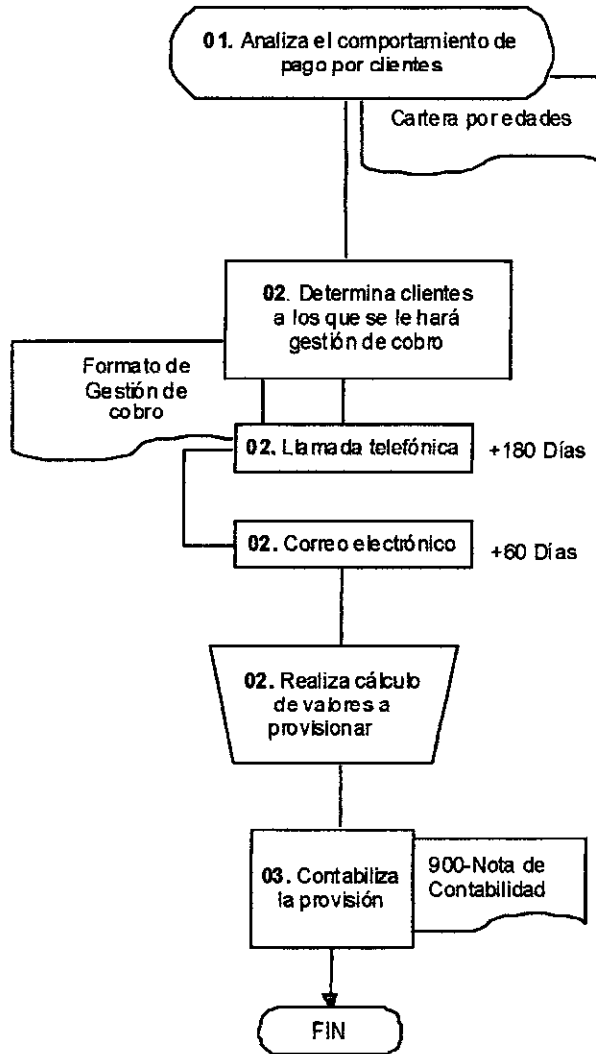 01. Analiza el comportamiento de
pago por clientes.
Cartera por edades
02. Determina clientes
a los que se le hará
gestión de cobro
Formato de
Gestión de
cobro
02. Llamada telefónica
+180 Días
02. Correo electrónico
+60 Días
02. Realiza cálculo
de valores a
provisionar
03. Contabiliza
la provisión
900-Nota de
Contabilidad
FIN